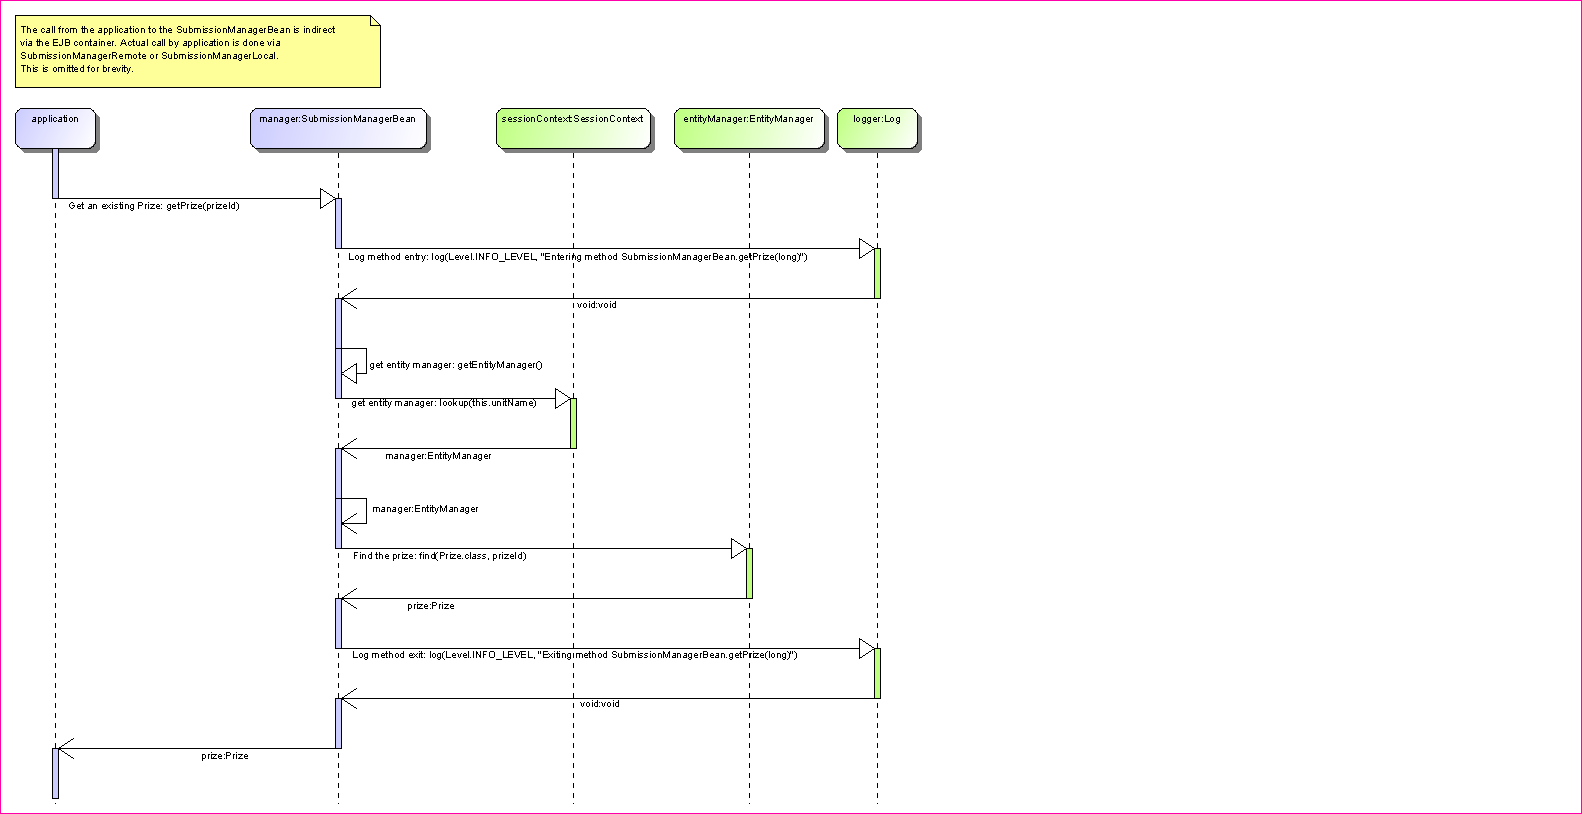 The call from the application to the SubmissionManagerBean is indirect
via the EJB container. Actual call by application is done via
SubmissionManagerRemote or SubmissionManagerLocal.
This is omitted for brevity.
application
manager:SubmissionManagerBean
sessionContext:SessionContext
entityManager:EntityManager
logger:Log
Get an existing Prize: getPrize(prizeId)
Log method entry: log(Level.INFO_LEVEL, "Entering method SubmissionManagerBean.getPrize(long)")
void:void
get entity manager: getEntityManager()
get entity manager: lookup(this.unitName)
manager:EntityManager
manager:EntityManager
Find the prize: find(Prize.class, prizeId)
prize:Prize
Log method exit: log(Level.INFO_LEVEL, "Exiting method SubmissionManagerBean.getPrize(long)")
void:void
prize:Prize